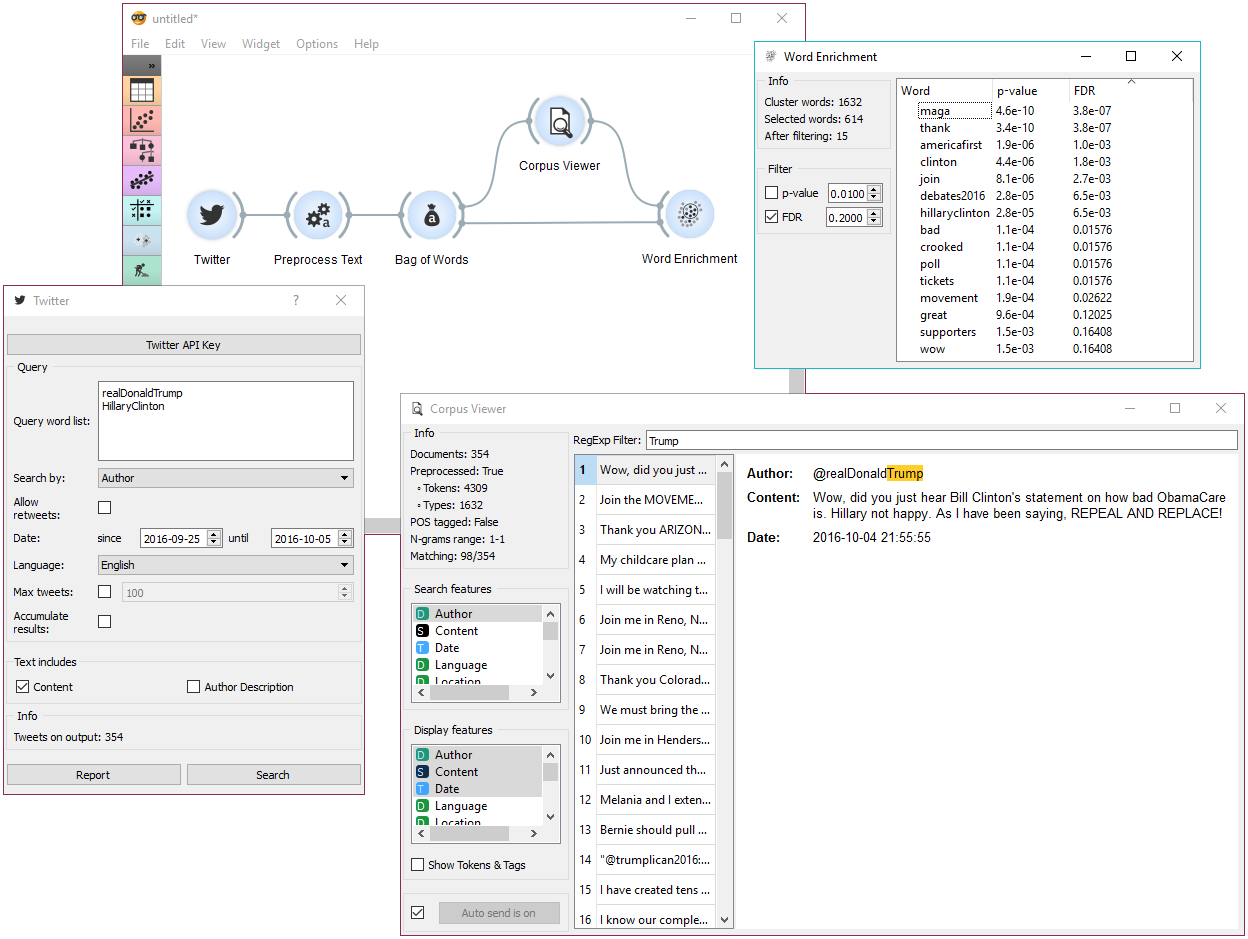 untitled*
File Edit View Widget Options Help
»
Corpus Viewer
a
a
Twitter
Preprocess Text
Bag of Words
Word Enrichment
Word Enrichment
Info
Cluster words: 1632
Selected words: 614
After filtering: 15
Filter
p-value 0.0100
FDR 0.2000
Word p-value FDR
maga 4.6e-10 3.8e-07
thank 3.4e-10 3.8e-07
americafirst 1.9e-06 1.0e-03
clinton 4.4e-06 1.8e-03
join 8.1e-06 2.7e-03
debates2016 2.8e-05 6.5e-03
hillaryclinton 2.8e-05 6.5e-03
bad 1.1e-04 0.01576
crooked 1.1e-04 0.01576
poll 1.1e-04 0.01576
tickets 1.1e-04 0.01576
movement 1.9e-04 0.02622
great 9.6e-04 0.12025
supporters 1.5e-03 0.16408
wow 1.5e-03 0.16408
Twitter ?
Twitter API Key
Query
Query word list:
realDonaldTrump
HillaryClinton
Search by: Author
Allow
retweets:
Date: since 2016-09-25 until 2016-10-05
Language: English
Max tweets: 100
Accumulate
results:
Text includes
Content Author Description
Info
Tweets on output: 354
Report Search
Corpus Viewer
Info
Documents: 354
Preprocessed: True
◦ Tokens: 4309
◦ Types: 1632
POS tagged: False
N-grams range: 1-1
Matching: 98/354
Search features
D Author
S Content
T Date
D Language
D Location
Display features
D Author
S Content
T Date
D Language
D Location
Show Tokens & Tags
Auto send is on
RegExp Filter: Trump
1 Wow, did you just ...
2 Join the MOVEME...
3 Thank you ARIZON...
4 My childcare plan ...
5 I will be watching t...
6 Join me in Reno, N...
7 Join me in Reno, N...
8 Thank you Colorad...
9 We must bring the ...
10 Join me in Henders...
11 Just announced th...
12 Melania and I exten...
13 Bernie should pull ...
14 "@trumplican2016:...
15 I have created tens ...
16 I know our comple...
Author: @realDonaldTrump
Content: Wow, did you just hear Bill Clinton's statement on how bad ObamaCare
is. Hillary not happy. As I have been saying, REPEAL AND REPLACE!
Date: 2016-10-04 21:55:55